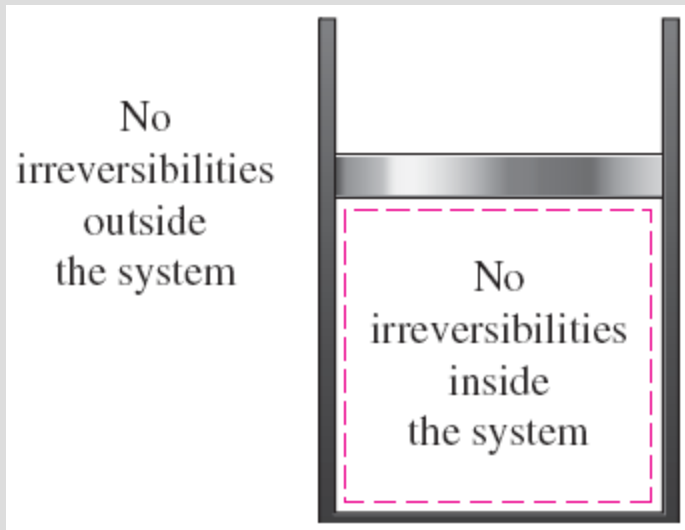 No
irreversibilities
outside
the system
No
irreversibilities
inside
the system